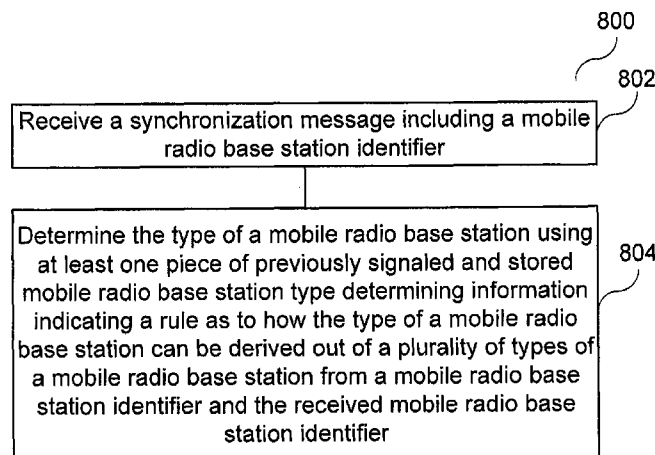 800
802
Receive a synchronization message including a mobile
radio base station identifier
Determine the type of a mobile radio base station using
at least one piece of previously signaled and stored
804
mobile radio base station type determining information
indicating a rule as to how the type of a mobile radio
base station can be derived out of a plurality of types of
a mobile radio base station from a mobile radio base
station identifier and the received mobile radio base
station identifier